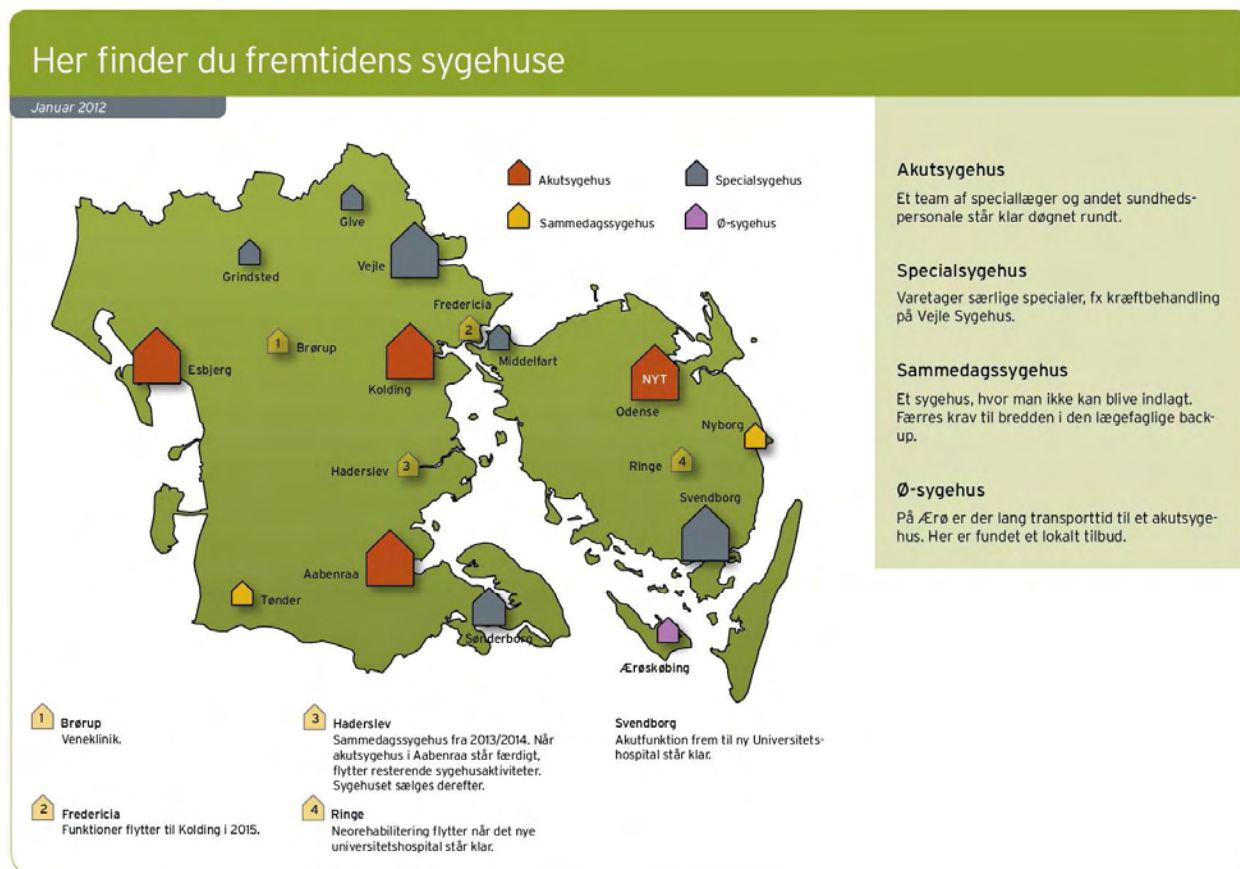 Her finder du fremtidens sygehuse
Januar 2012
Akutsygehus
Specialsygehus
Sammedagssygehus
Ø-sygehus
Give
Grindsted
Vejle
Fredericia
2
1
Brørup
Middelfart
Esbjerg
Kolding
NYT
Odense
Nyborg
Haderslev
3
Ringe
4
Svendborg
Aabenraa
Tønder
Sønderborg
Ærøskøbing
1
Brørup
Veneklinik.
2
Fredericia
Funktioner flytter til Kolding i 2015.
3
Haderslev
Sammedagssygehus fra 2013/2014. Når
akutsygehus i Aabenraa står færdigt,
flytter resterende sygehusaktiviteter.
Sygehuset sælges derefter.
4
Ringe
Neorehabilitering flytter når det nye
universitetshospital står klar.
Svendborg
Akutfunktion frem til ny Universitets-
hospital står klar.
Akutsygehus
Et team af speciallæger og andet sundheds-
personale står klar døgnet rundt.
Specialsygehus
Varetager særlige specialer, fx kræftbehandling
på Vejle Sygehus.
Sammedagssygehus
Et sygehus, hvor man ikke kan blive indlagt.
Færres krav til bredden i den lægefaglige back-
up.
Ø-sygehus
På Ærø er der lang transporttid til et akutsyge-
hus. Her er fundet et lokalt tilbud.